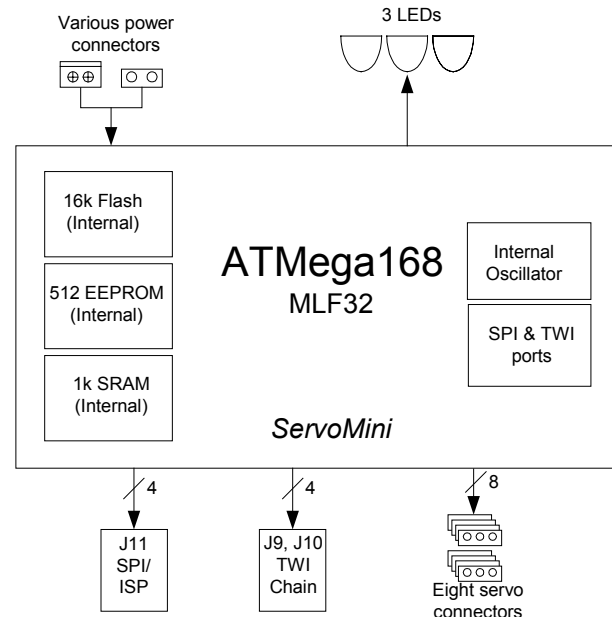 Various power
connectors
3 LEDs
16k Flash
(Internal)
512 EEPROM
(Internal)
1k SRAM
(Internal)
ATMega168
MLF32
Internal
Oscillator
SPI & TWI
ports
ServoMini
4
4
8
J11
SPI/
ISP
J9, J10
TWI
Chain
Eight servo
connectors